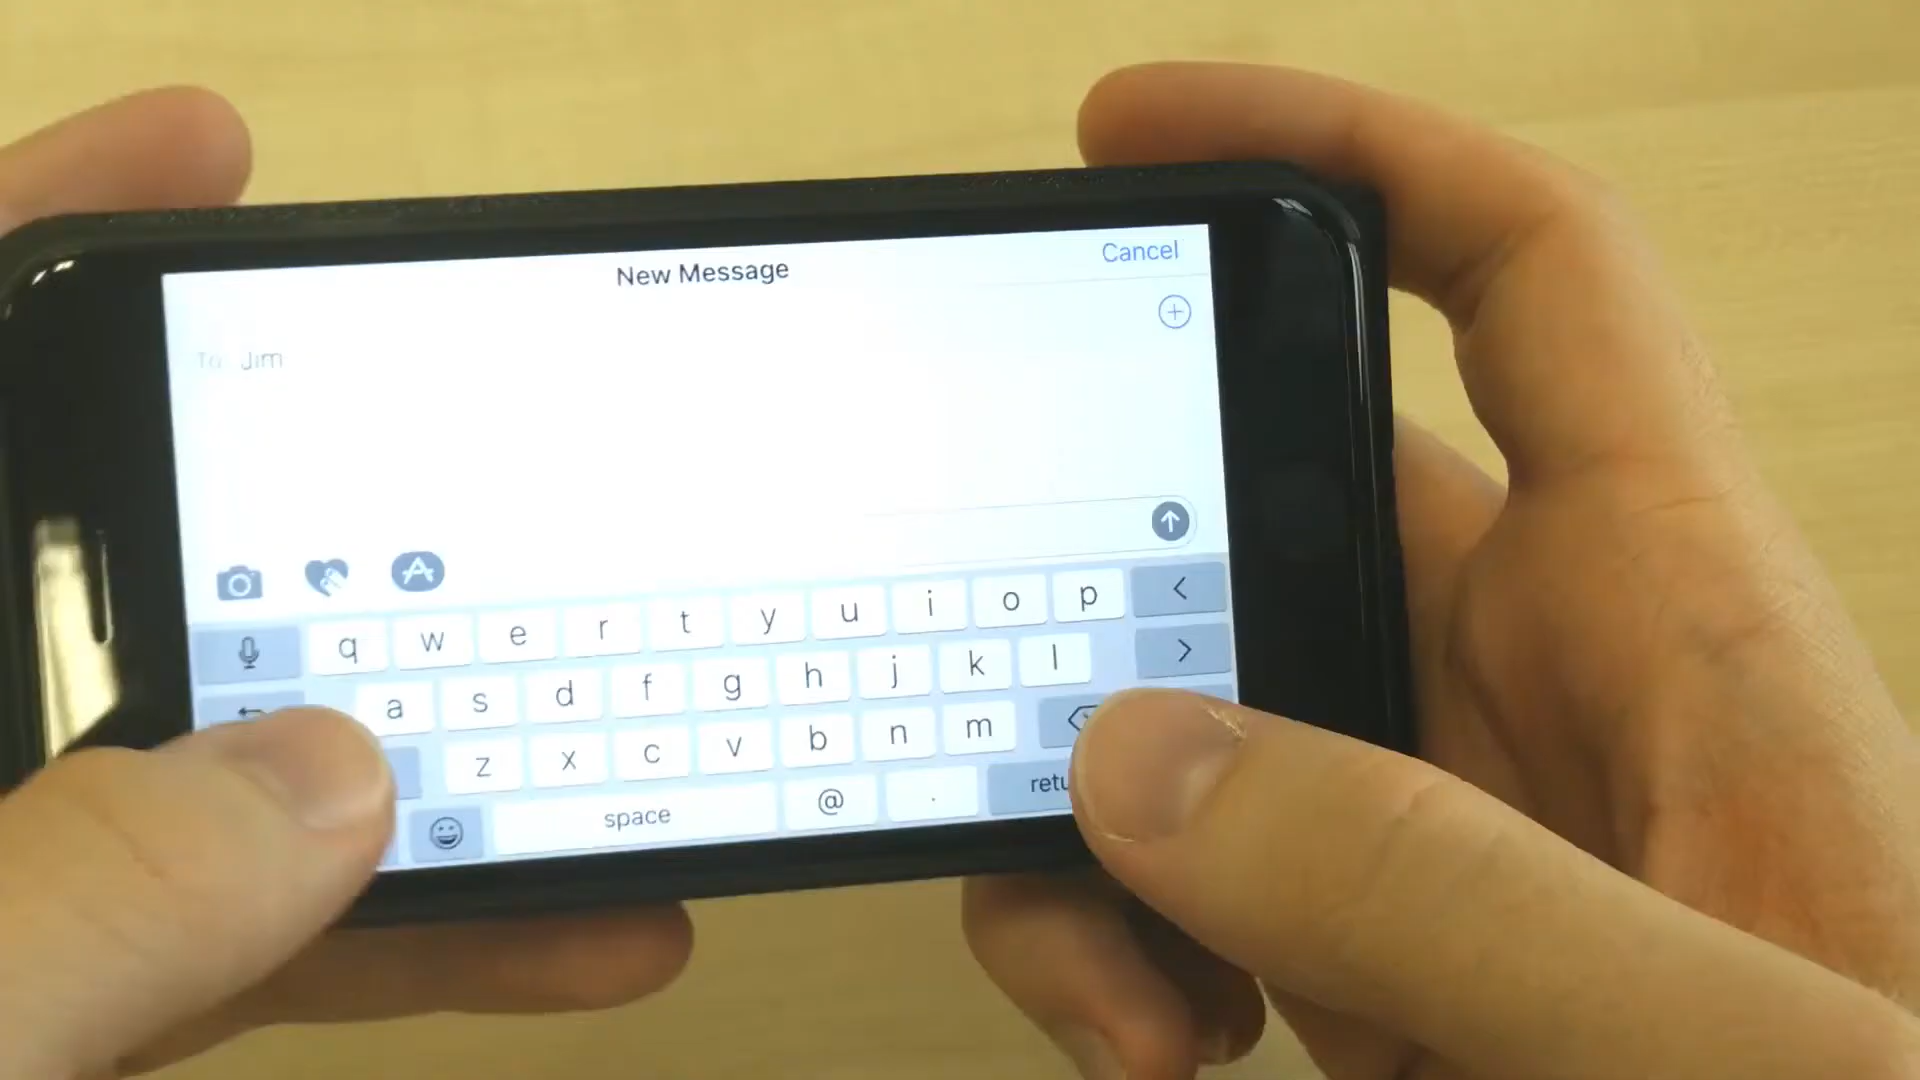 New Message
Cancel
To: Jim
q w e r t y u i o p <
a s d f g h j k l >
z x c v b n m
space @ .